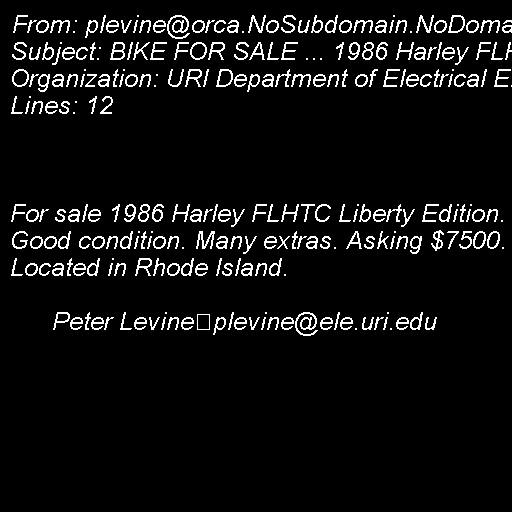 From: plevine@orca.NoSubdomain.NoDoma
Subject: BIKE FOR SALE ... 1986 Harley FLH
Organization: URI Department of Electrical E
Lines: 12
For sale 1986 Harley FLHTC Liberty Edition.
Good condition. Many extras. Asking $7500.
Located in Rhode Island.
Peter Levine plevine@ele.uri.edu